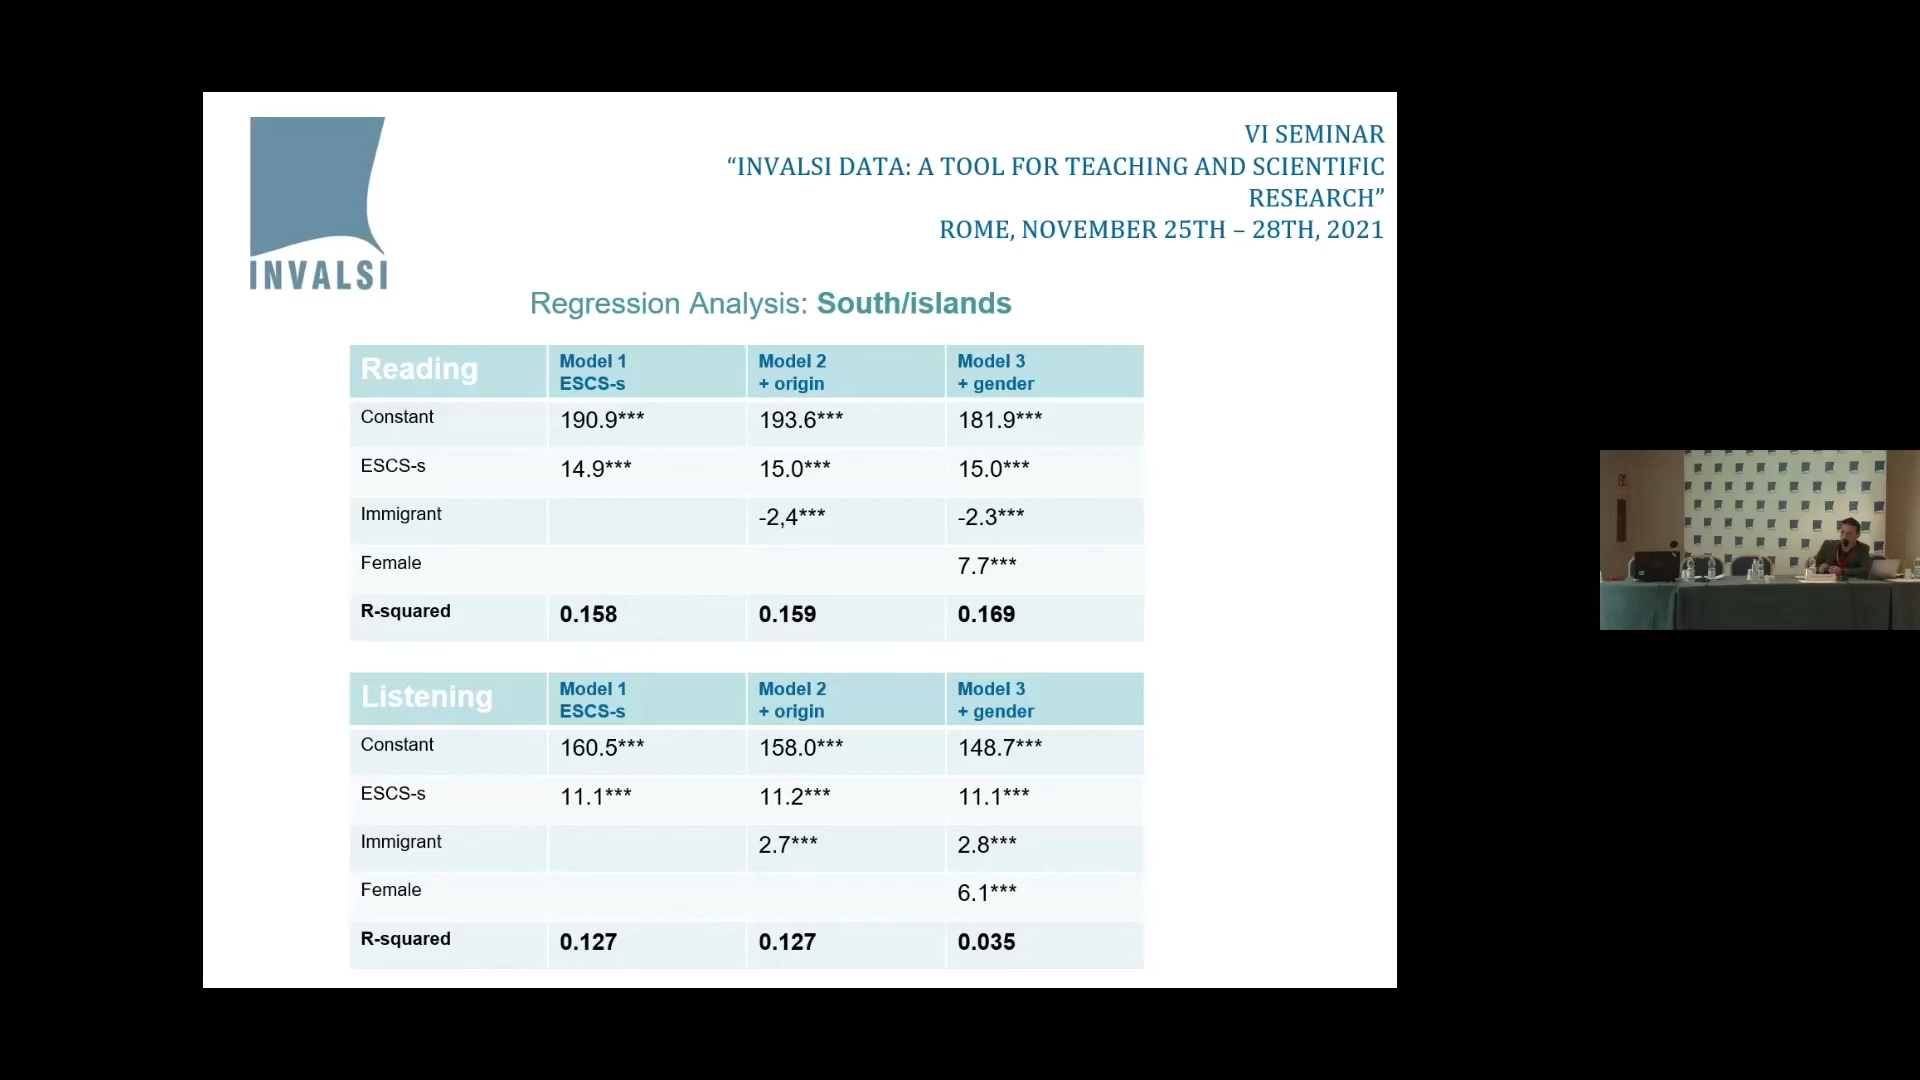 INVALSI
VI SEMINAR
“INVALSI DATA: A TOOL FOR TEACHING AND SCIENTIFIC
RESEARCH”
ROME, NOVEMBER 25TH – 28TH, 2021
Regression Analysis: South/islands
Reading Model 1 ESCS-s Model 2 + origin Model 3 + gender
Constant 190.9*** 193.6*** 181.9***
ESCS-s 14.9*** 15.0*** 15.0***
Immigrant -2,4*** -2.3***
Female 7.7***
R-squared 0.158 0.159 0.169
Listening Model 1 ESCS-s Model 2 + origin Model 3 + gender
Constant 160.5*** 158.0*** 148.7***
ESCS-s 11.1*** 11.2*** 11.1***
Immigrant 2.7*** 2.8***
Female 6.1***
R-squared 0.127 0.127 0.035